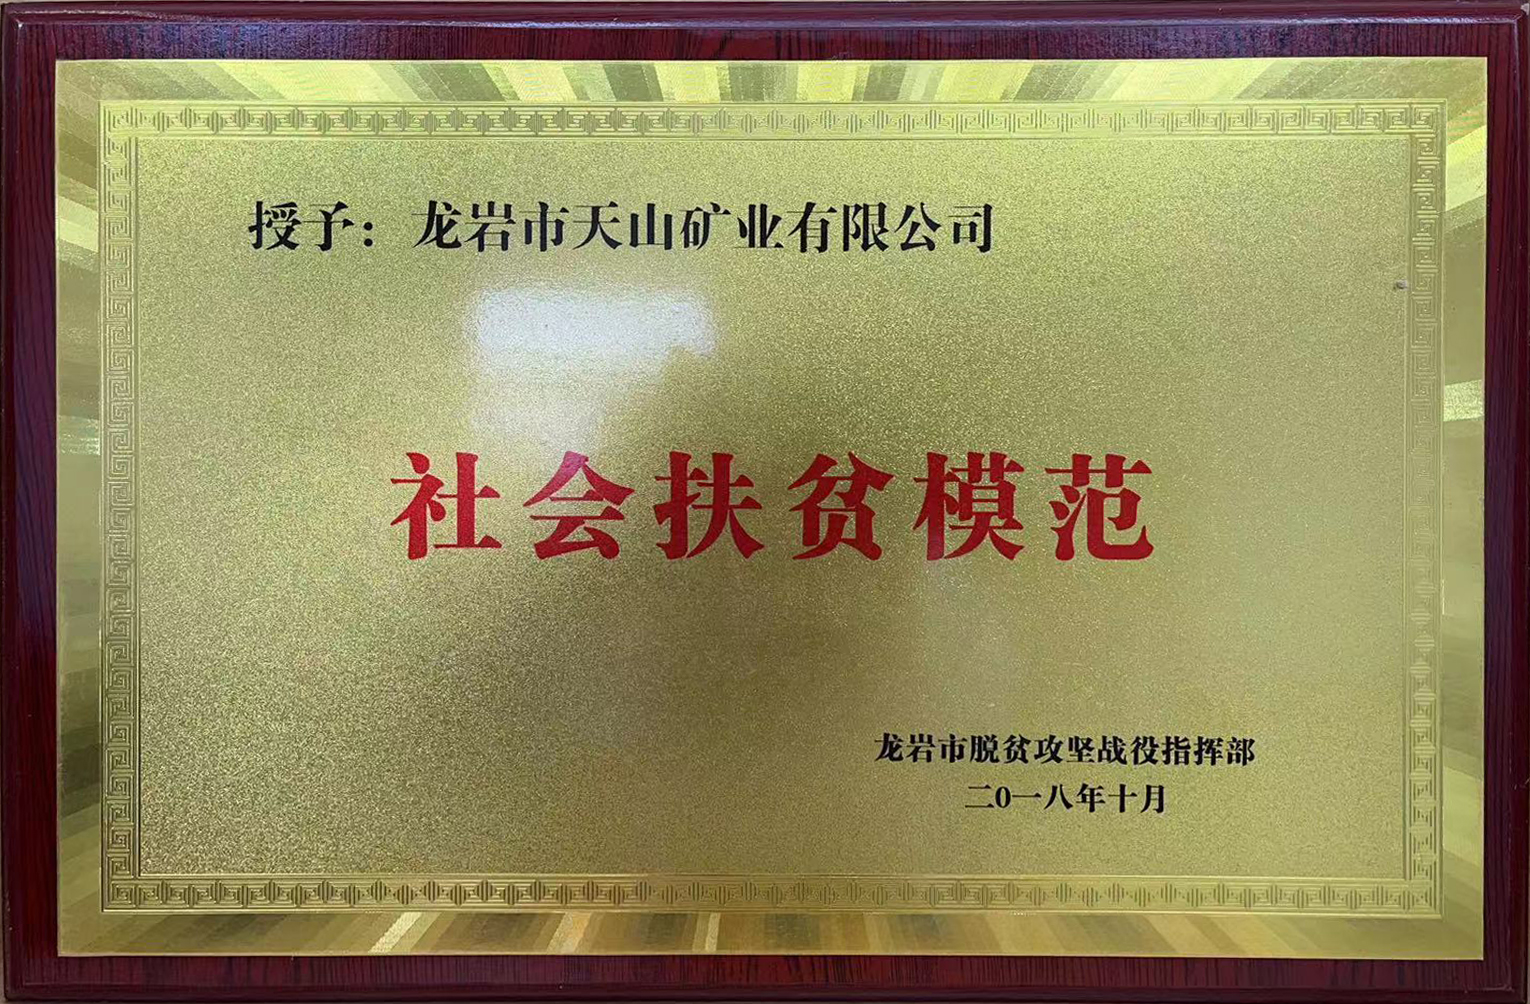 授予：龙岩市天山矿业有限公司
社会扶贫模范
龙岩市脱贫攻坚战役指挥部
二0一八年十月